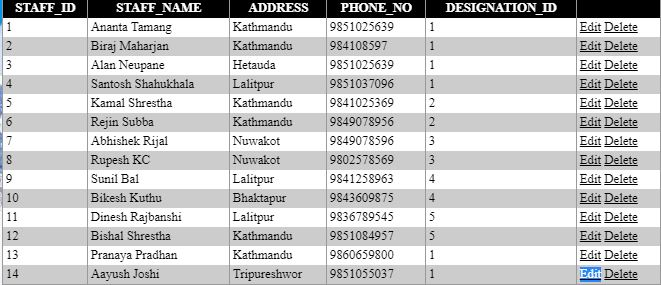 STAFF_ID STAFF_NAME ADDRESS PHONE_NO DESIGNATION_ID
1 Ananta Tamang Kathmandu 9851025639 1 Edit Delete
2 Biraj Maharjan Kathmandu 984108597 1 Edit Delete
3 Alan Neupane Hetauda 9851025639 1 Edit Delete
4 Santosh Shahukhala Lalitpur 9851037096 1 Edit Delete
5 Kamal Shrestha Kathmandu 9841025369 2 Edit Delete
6 Rejin Subba Kathmandu 9849078956 2 Edit Delete
7 Abhishek Rijal Nuwakot 9849078596 3 Edit Delete
8 Rupesh KC Nuwakot 9802578569 3 Edit Delete
9 Sunil Bal Lalitpur 9841258963 4 Edit Delete
10 Bikesh Kuthu Bhaktapur 9843609875 4 Edit Delete
11 Dinesh Rajbanshi Lalitpur 9836789545 5 Edit Delete
12 Bishal Shrestha Kathmandu 9851084957 5 Edit Delete
13 Pranaya Pradhan Kathmandu 9860659800 1 Edit Delete
14 Aayush Joshi Tripureshwor 9851055037 1 Edit Delete